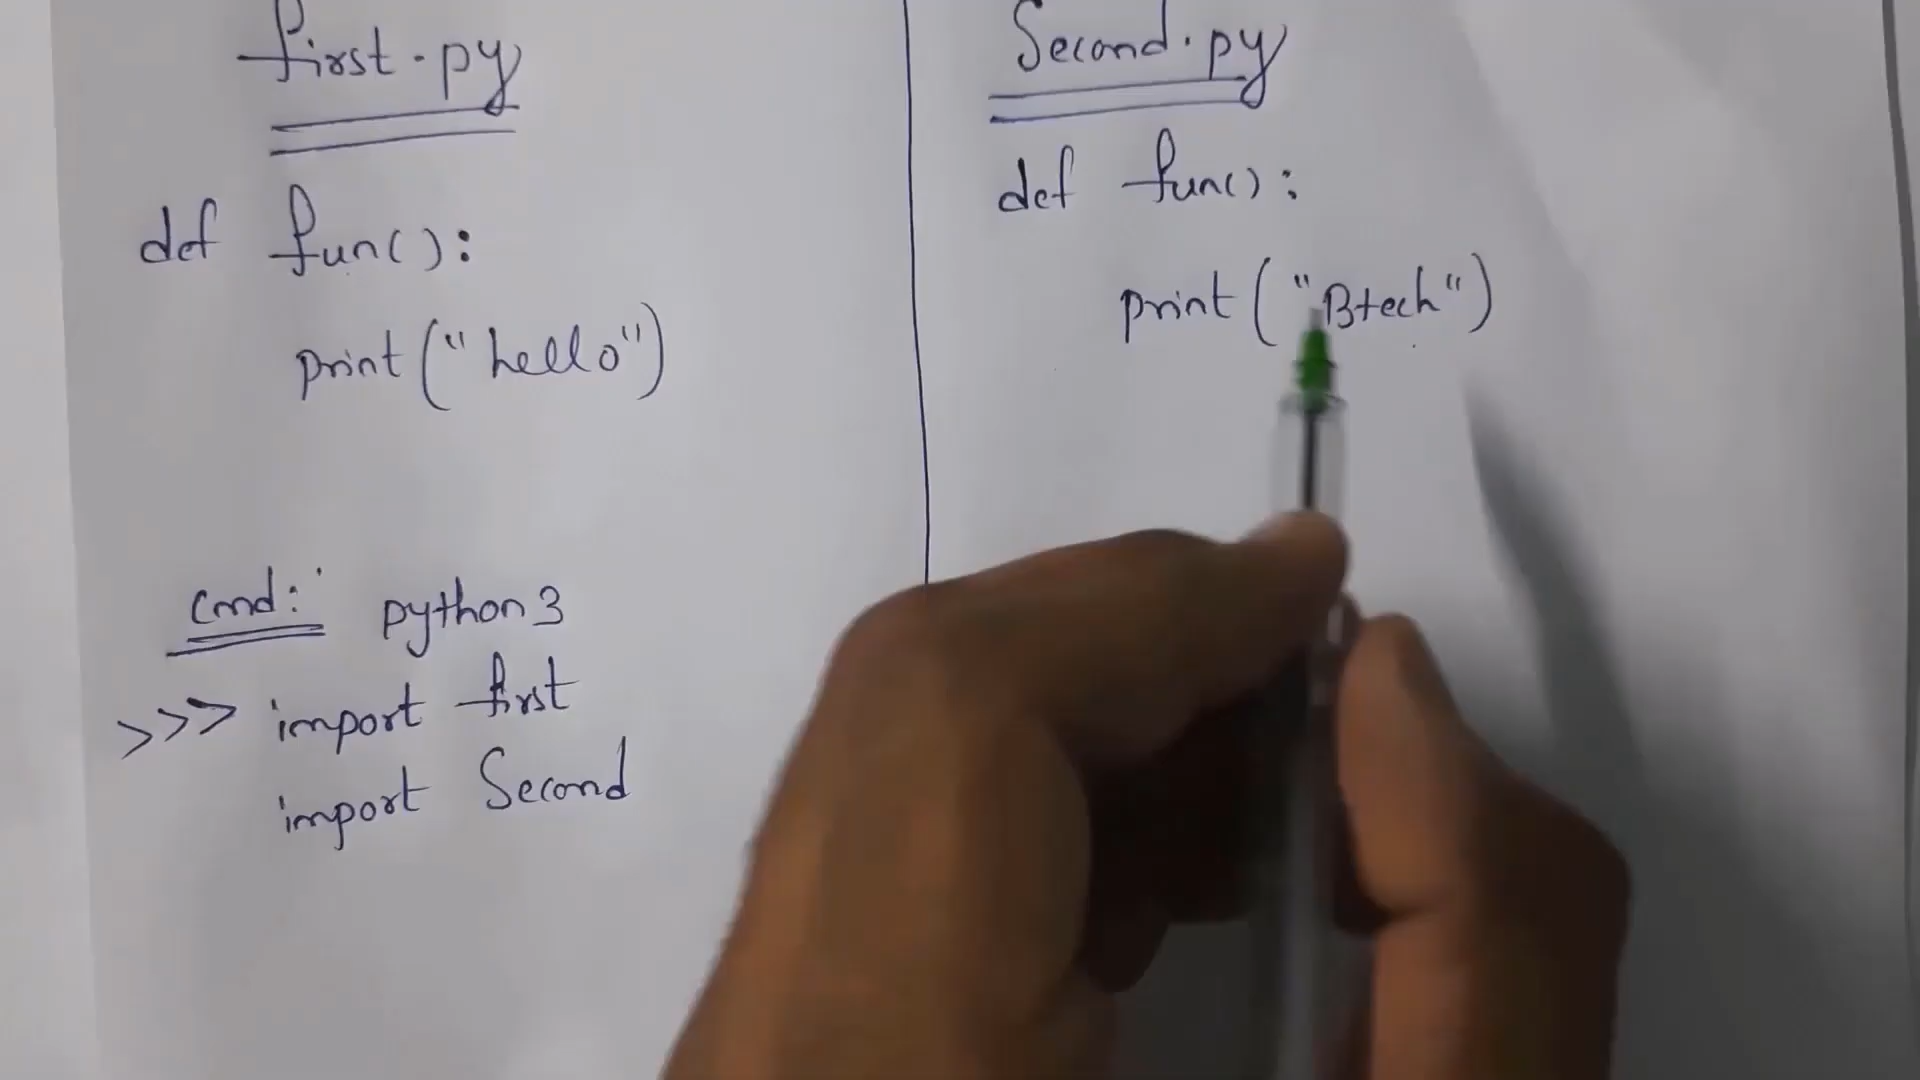 first.py
def fun():
print("hello")
cmd: python3
>>> import first
import Second
Second.py
def fun():
print("Btech")